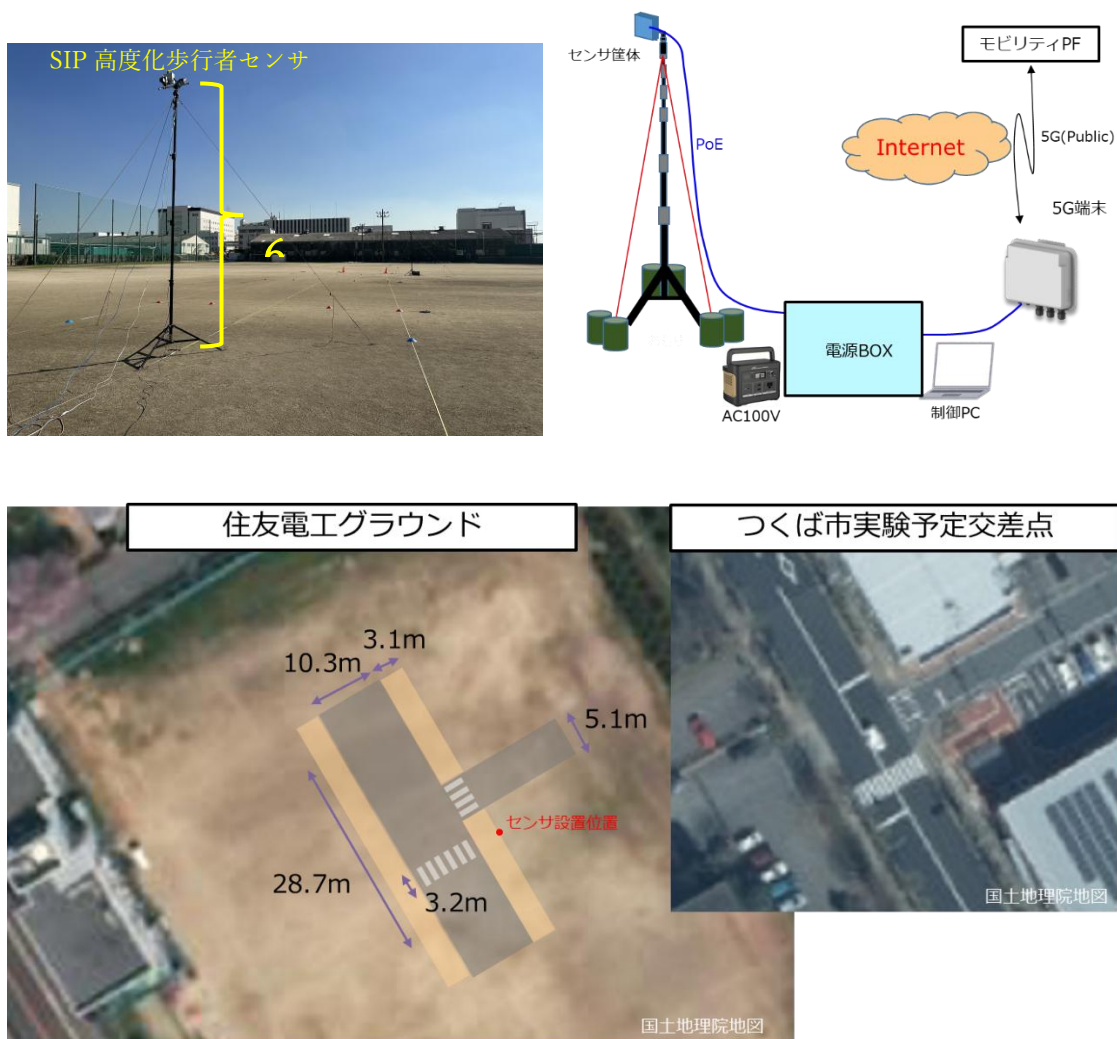 SIP 高度化歩行者センサ
6
センサ筐体
PoE
モビリティPF
Internet
5G(Public)
5G端末
電源BOX
AC100V
制御PC
住友電工グラウンド
つくば市実験予定交差点
3.1m
10.3m
5.1m
センサ設置位置
28.7m
3.2m
国土地理院地図
国土地理院地図